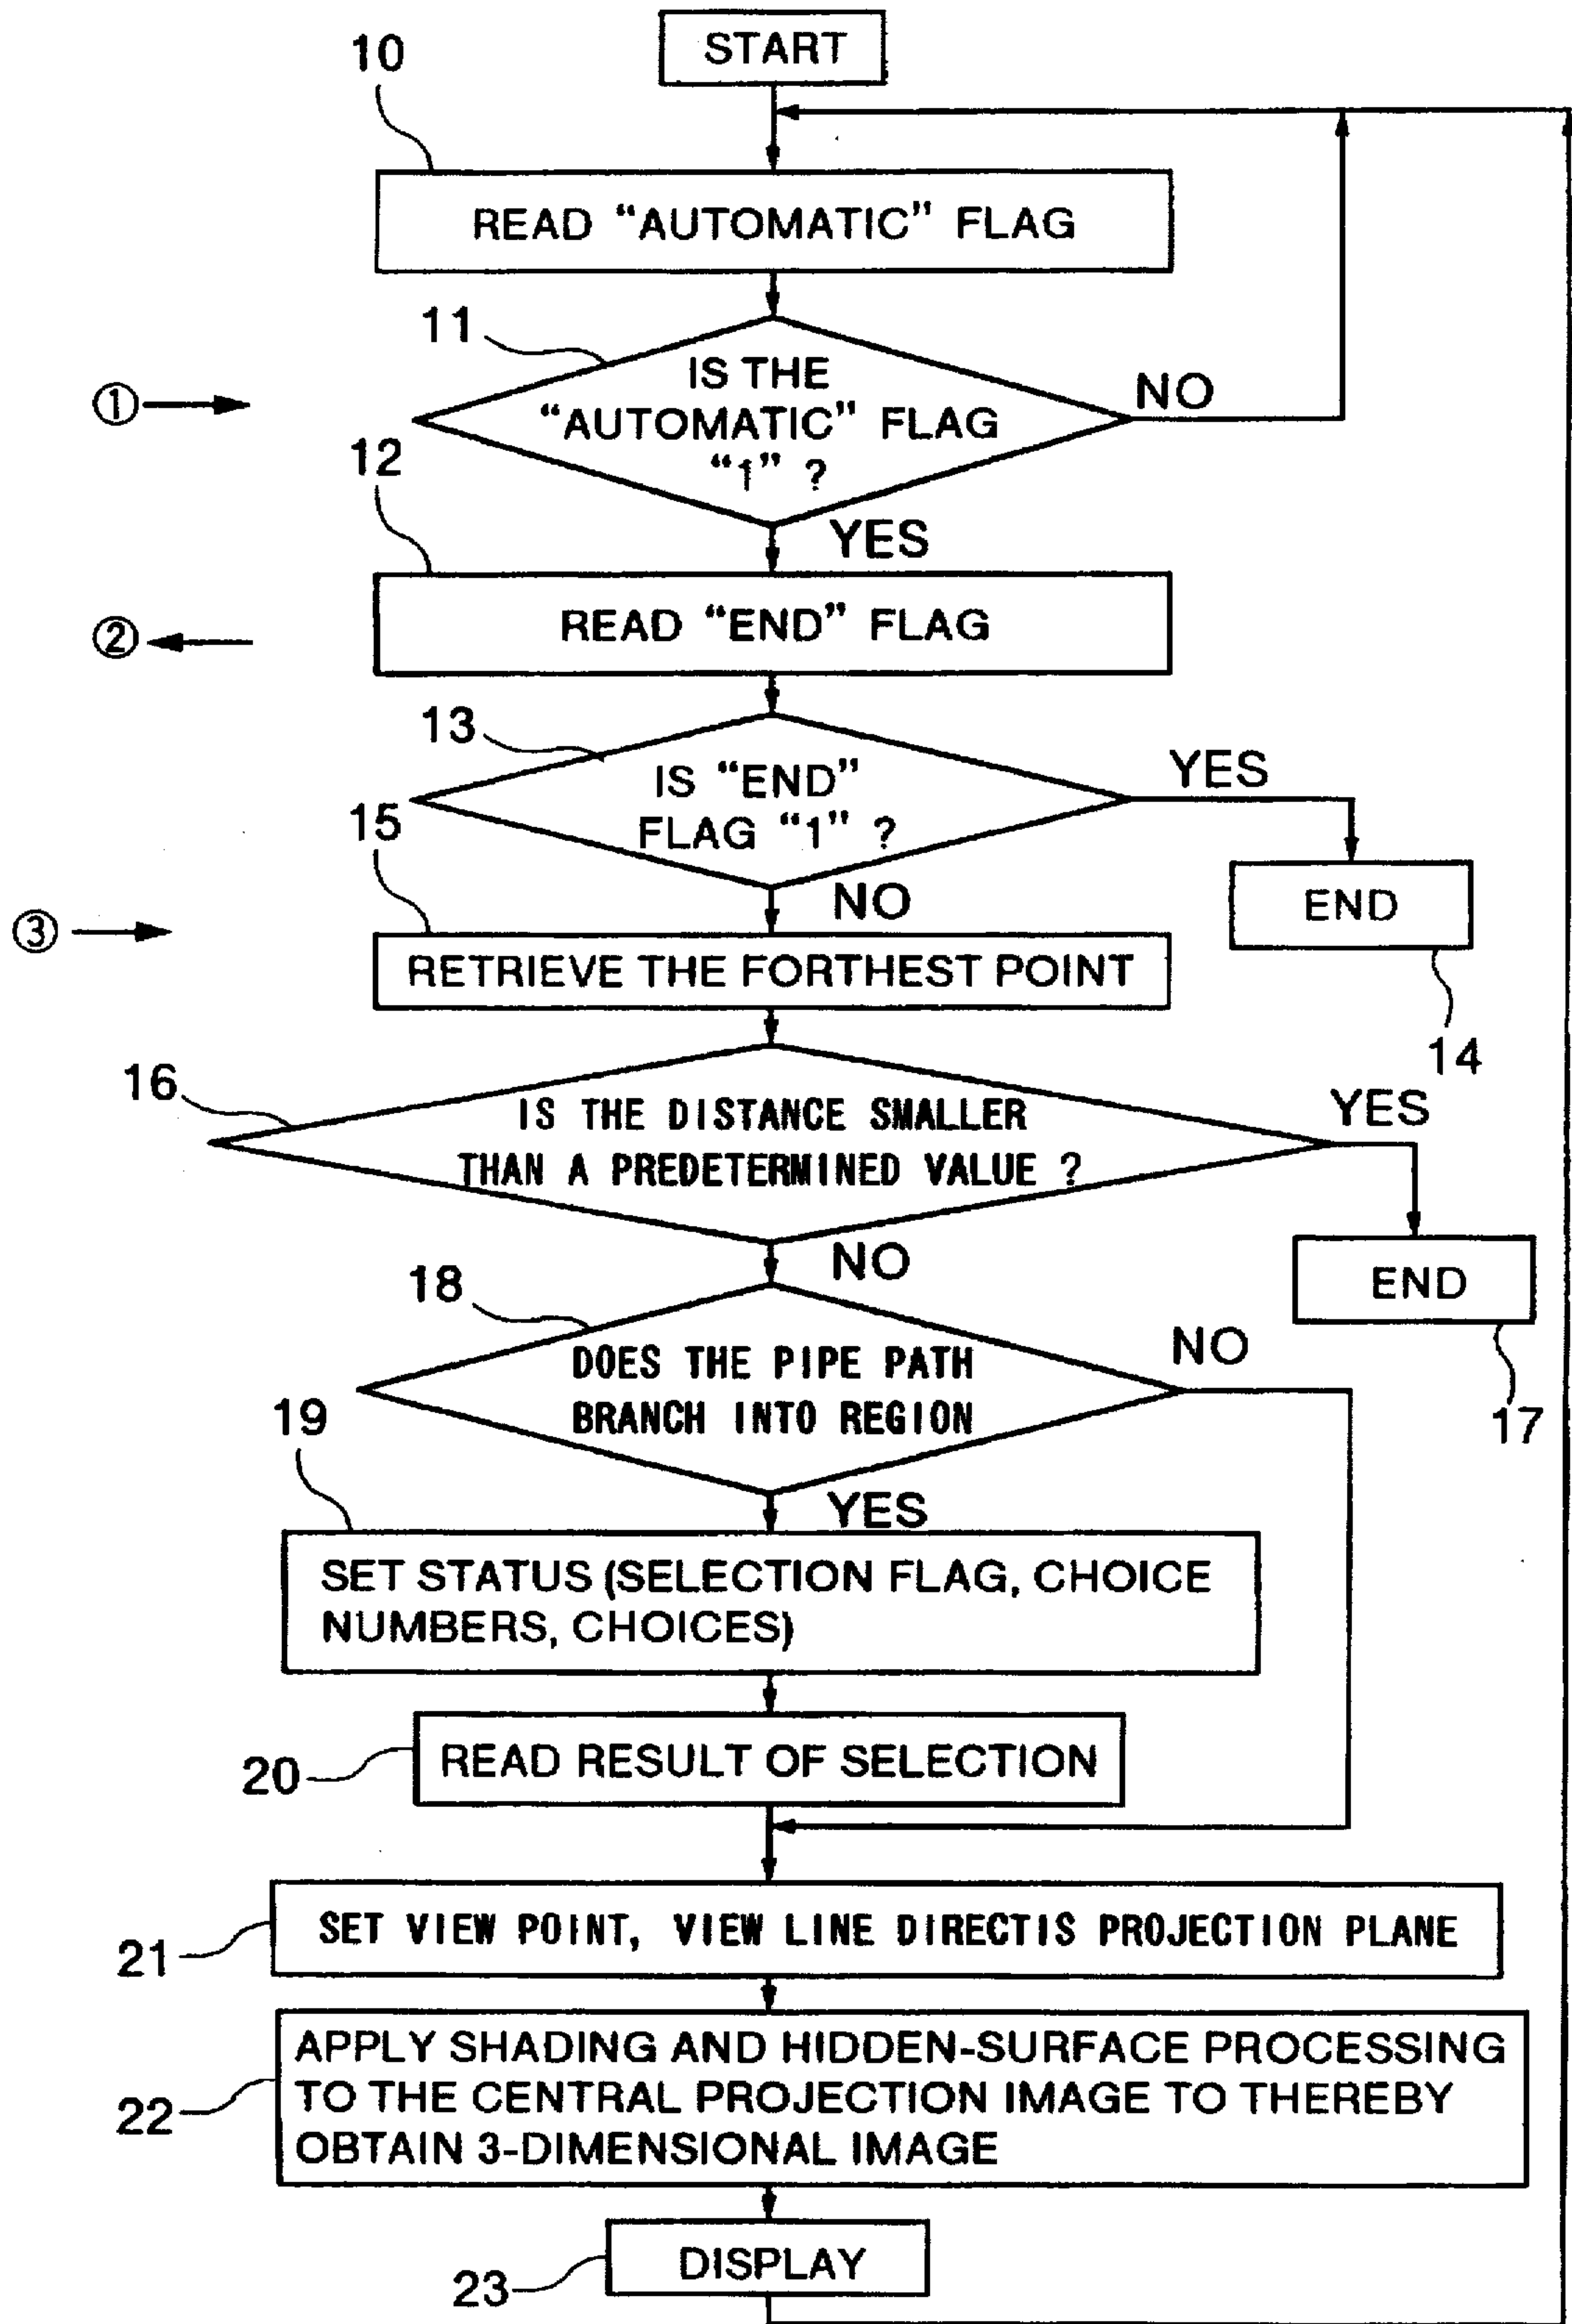 START
10
READ “AUTOMATIC” FLAG
11
IS THE
“AUTOMATIC” FLAG
“1” ?
NO
①
12
YES
READ “END” FLAG
②
13
IS “END”
FLAG “1” ?
YES
15
NO
END
14
③
RETRIEVE THE FORTHEST POINT
16
IS THE DISTANCE SMALLER
THAN A PREDETERMINED VALUE ?
YES
NO
END
17
18
DOES THE PIPE PATH
BRANCH INTO REGION
NO
19
YES
SET STATUS (SELECTION FLAG, CHOICE
NUMBERS, CHOICES)
20
READ RESULT OF SELECTION
21
SET VIEW POINT, VIEW LINE DIRECTIS PROJECTION PLANE
22
APPLY SHADING AND HIDDEN-SURFACE PROCESSING
TO THE CENTRAL PROJECTION IMAGE TO THEREBY
OBTAIN 3-DIMENSIONAL IMAGE
23
DISPLAY